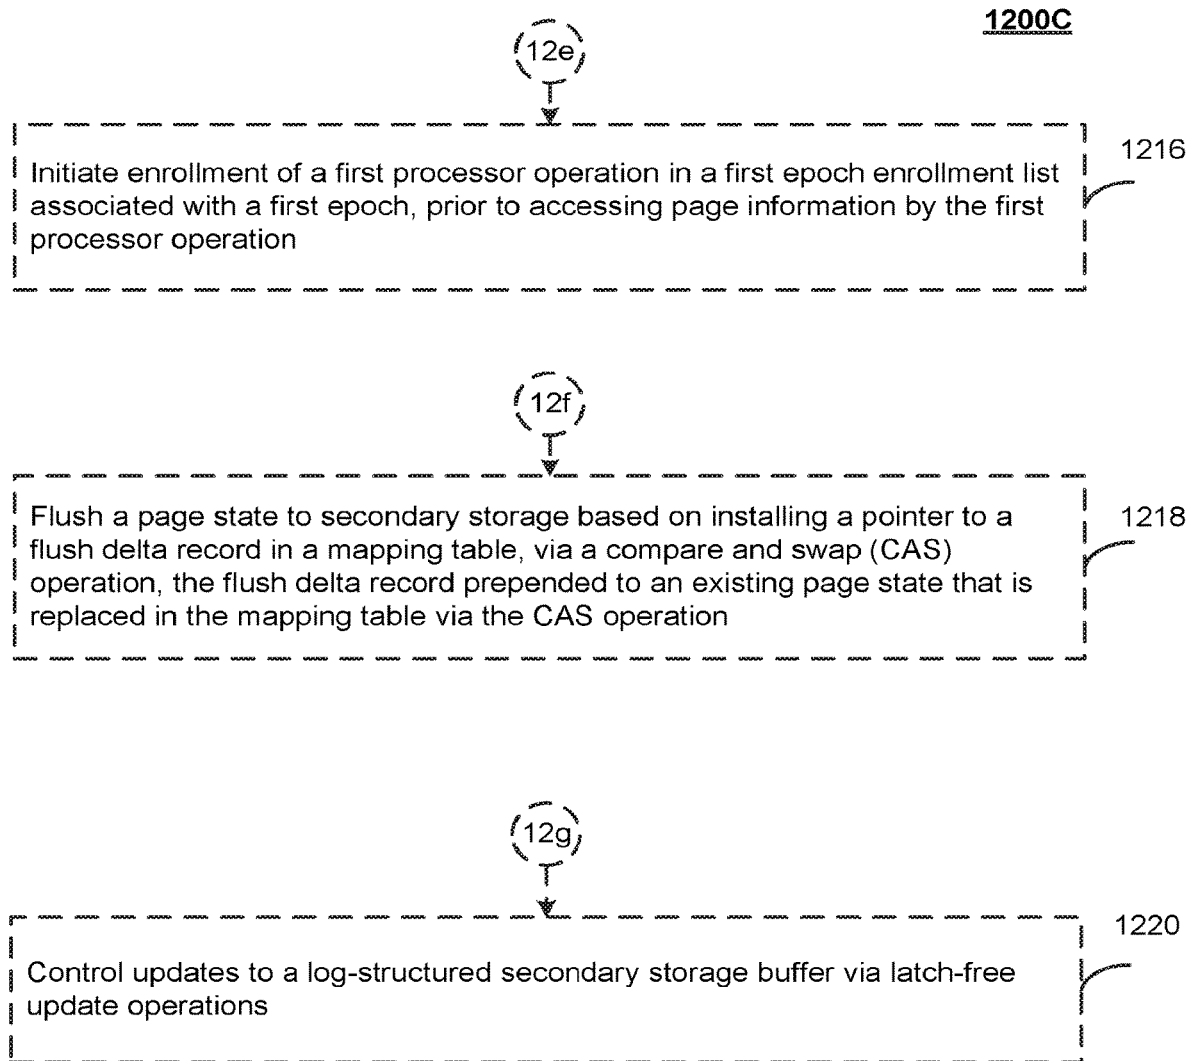 1200C
12e
1216
Initiate enrollment of a first processor operation in a first epoch enrollment list
associated with a first epoch, prior to accessing page information by the first
processor operation
12f
1218
Flush a page state to secondary storage based on installing a pointer to a
flush delta record in a mapping table, via a compare and swap (CAS)
operation, the flush delta record prepended to an existing page state that is
replaced in the mapping table via the CAS operation
12g
1220
Control updates to a log-structured secondary storage buffer via latch-free
update operations